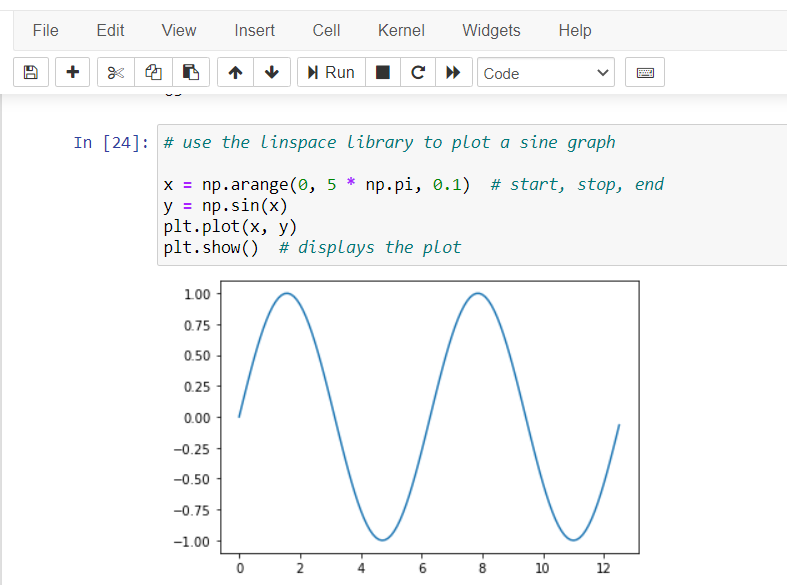 File Edit View Insert Cell Kernel Widgets Help
Run Code
In [24]: # use the linspace library to plot a sine graph
x = np.arange(0, 5 * np.pi, 0.1)  # start, stop, end
y = np.sin(x)
plt.plot(x, y)
plt.show()  # displays the plot
1.00
0.75
0.50
0.25
0.00
−0.25
−0.50
−0.75
−1.00
0 2 4 6 8 10 12